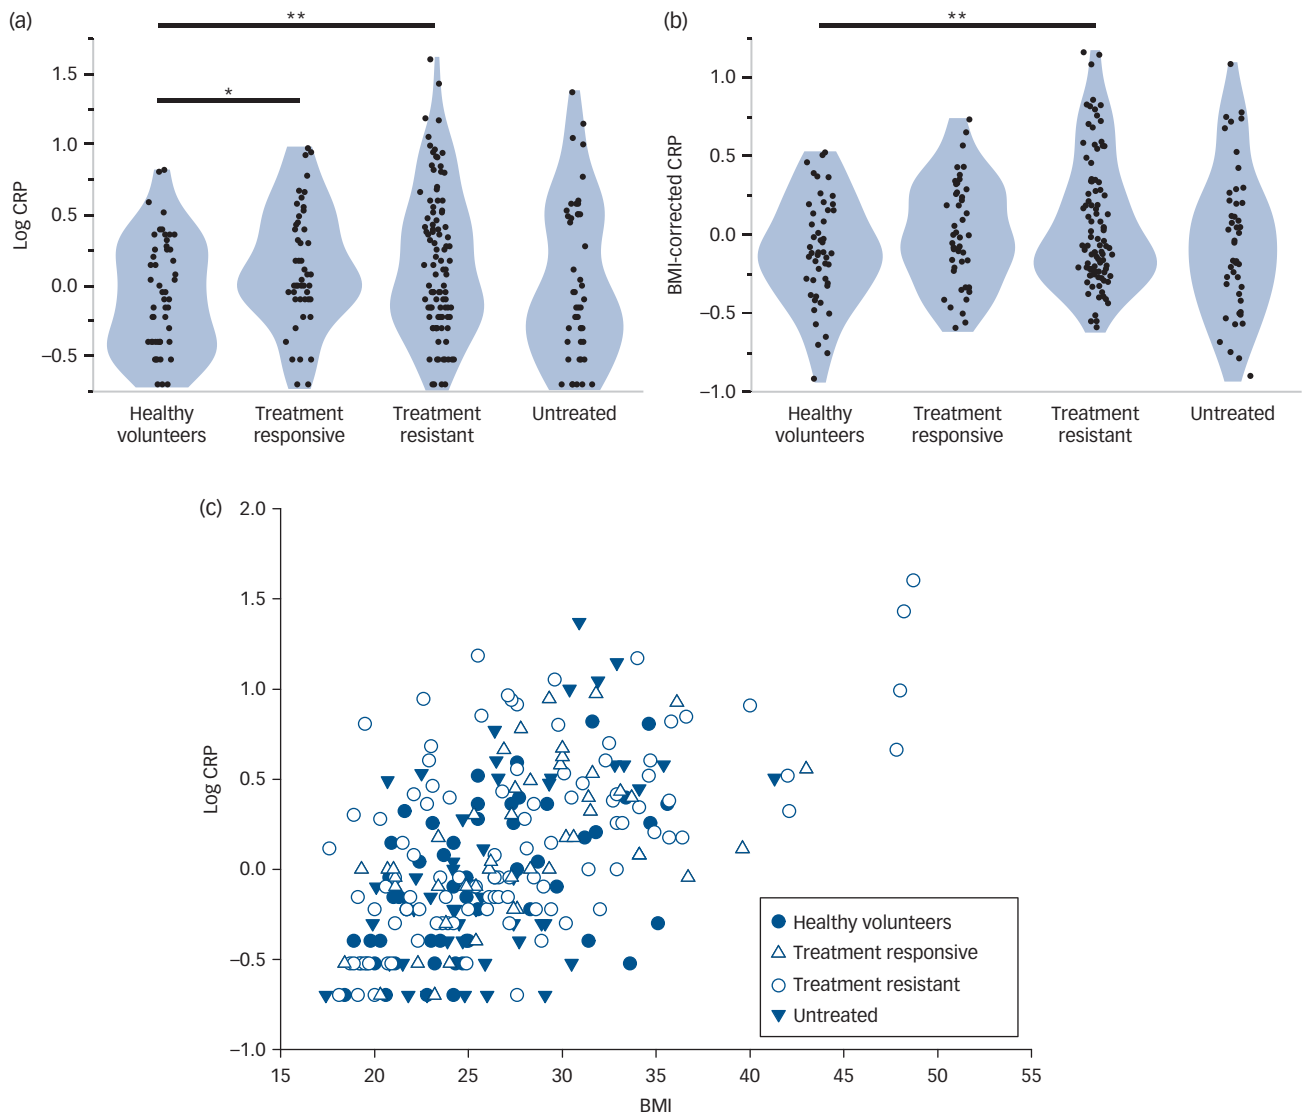 (a)
**
*
Log CRP
1.5
1.0
0.5
0.0
–0.5
Healthy volunteers
Treatment responsive
Treatment resistant
Untreated
(b)
**
BMI-corrected CRP
1.0
0.5
0.0
–0.5
–1.0
Healthy volunteers
Treatment responsive
Treatment resistant
Untreated
(c)
Log CRP
2.0
1.5
1.0
0.5
0.0
–0.5
–1.0
15 20 25 30 35 40 45 50 55
BMI
Healthy volunteers
Treatment responsive
Treatment resistant
Untreated